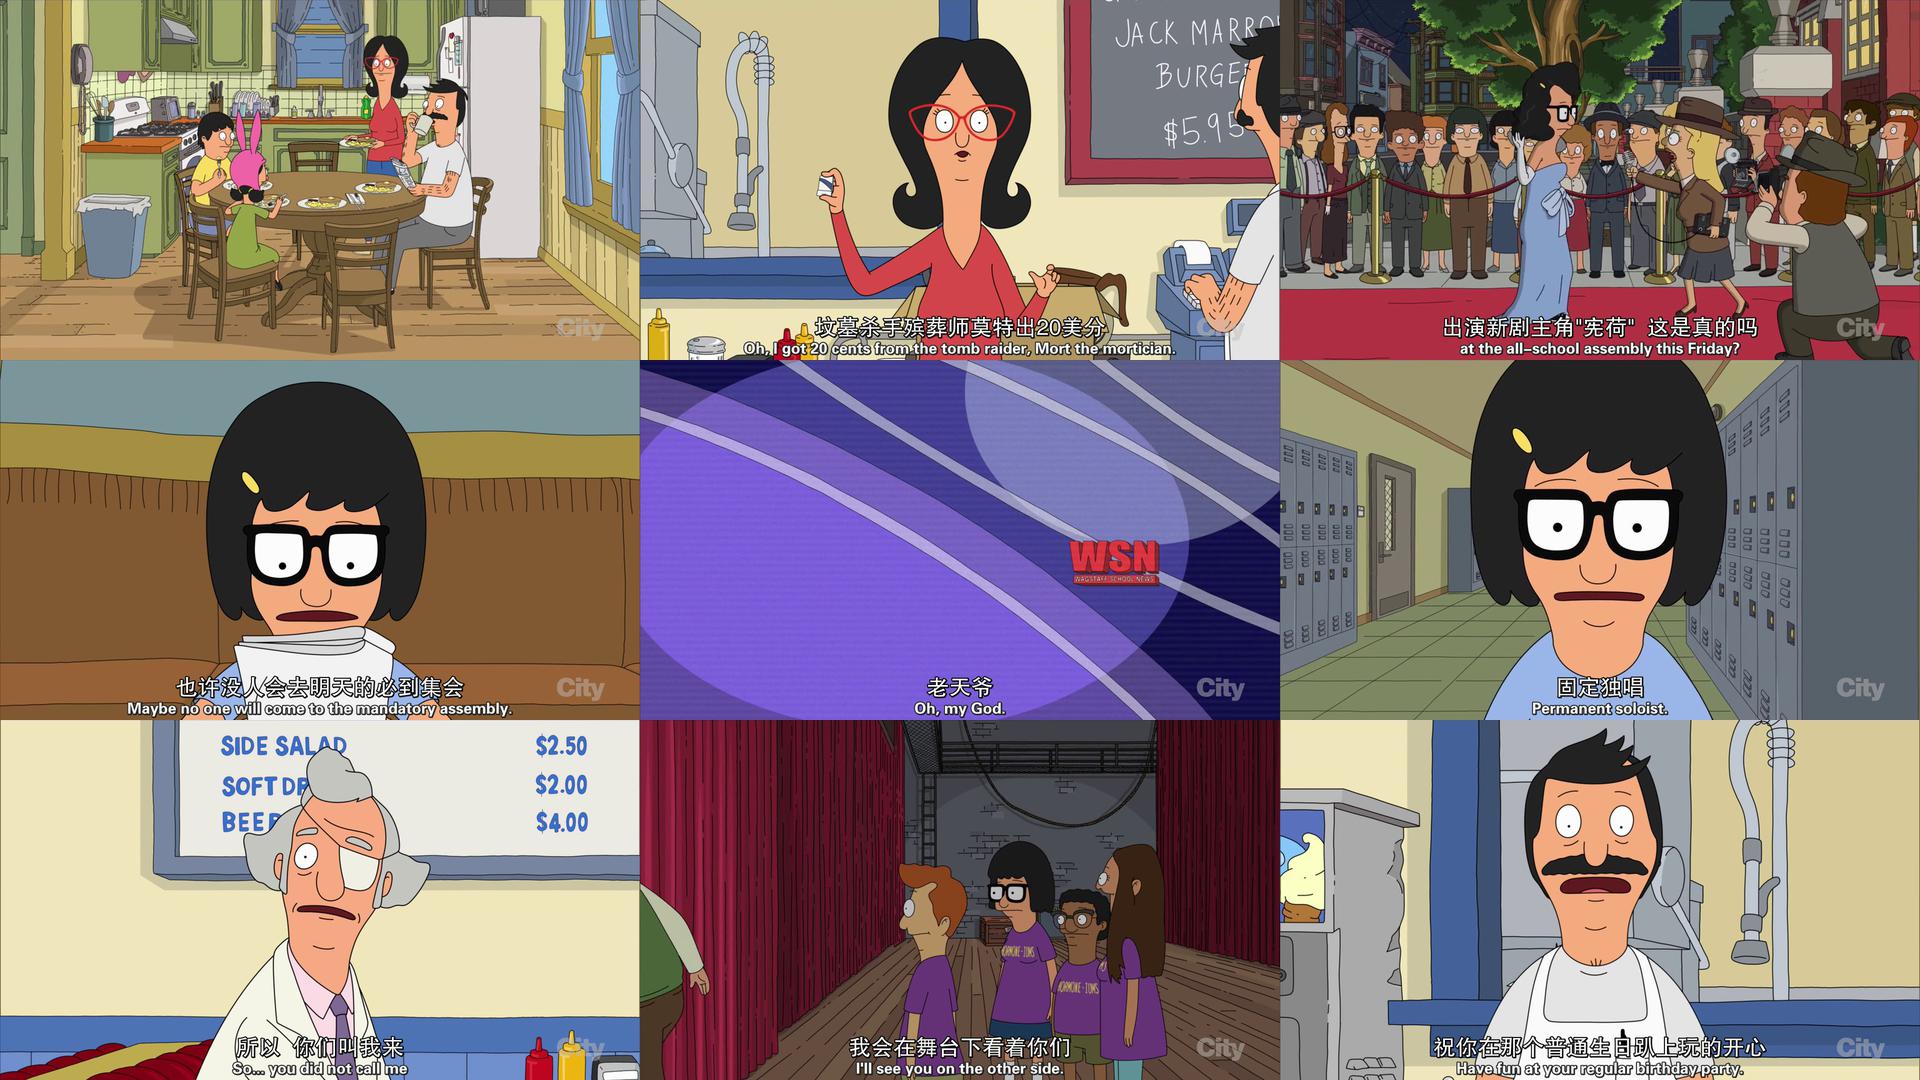 City
JACK MARRO
BURGE
$5.95
坟墓杀手殡葬师莫特出20美分
Oh, I got 20 cents from the tomb raider, Mort the mortician.
City
出演新剧主角"宪荷" 这是真的吗
at the all-school assembly this Friday?
City
也许没人会去明天的必到集会
Maybe no one will come to the mandatory assembly.
City
WSN
WAGSTAFF SCHOOL NEWS
老天爷
Oh, my God.
City
固定独唱
Permanent soloist.
City
SIDE SALAD $2.50
SOFT DR $2.00
BEER $4.00
所以 你们叫我来
So... you did not call me
City
HORMONE-IUMS
HORMONE-IUMS
我会在舞台下看着你们
I'll see you on the other side.
City
祝你在那个普通生日趴上玩的开心
Have fun at your regular birthday party.
City